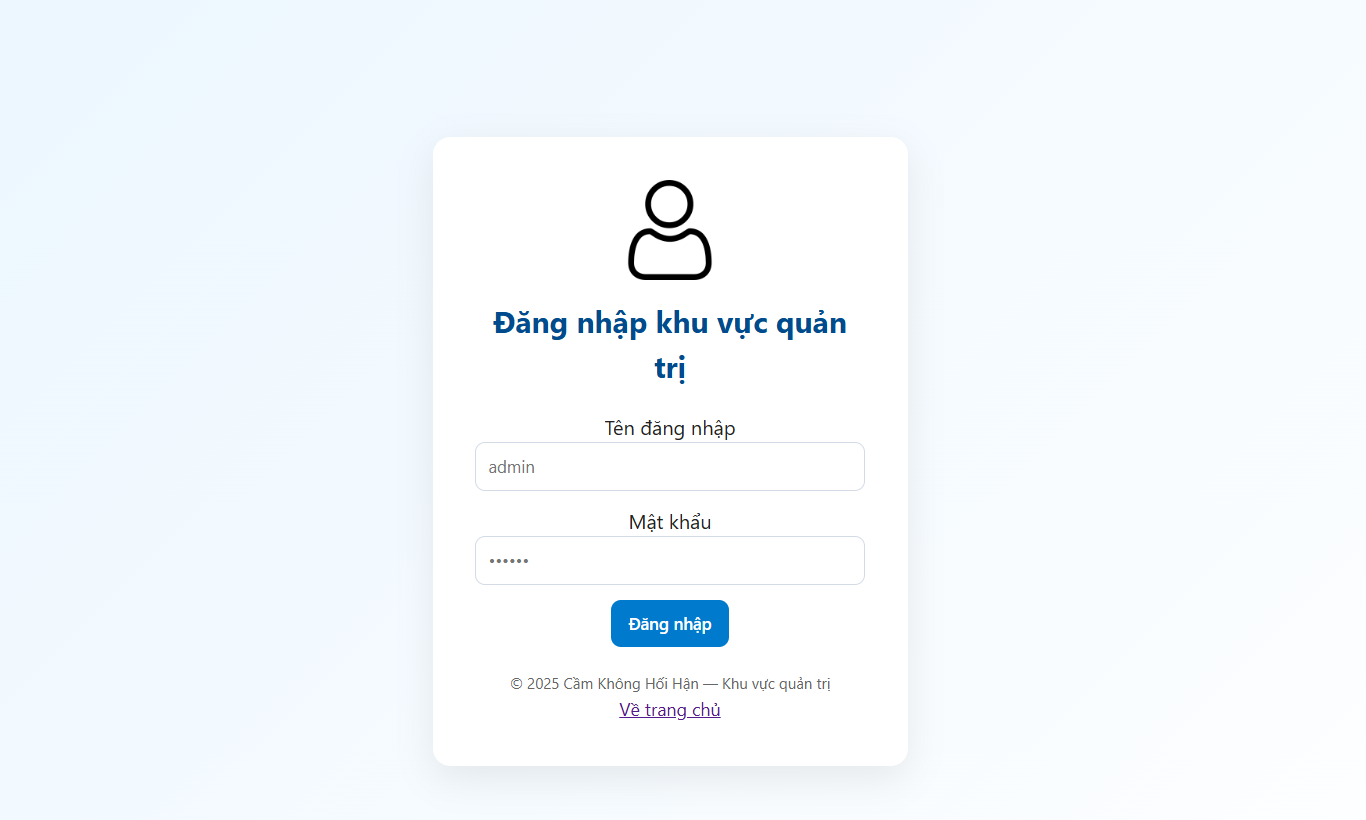 Đăng nhập khu vực quản
trị
Tên đăng nhập
admin
Mật khẩu
••••••
Đăng nhập
© 2025 Cầm Không Hối Hận — Khu vực quản trị
Về trang chủ